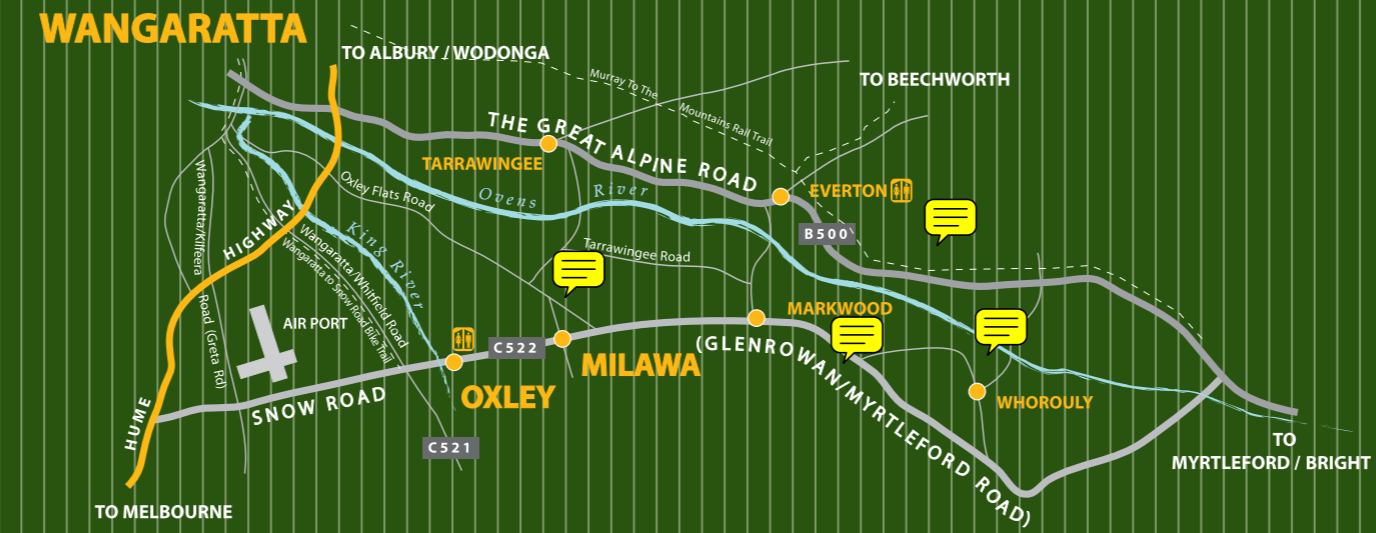 WANGARATTA
TO ALBURY / WODONGA
Murray To The
Mountains Rail Trail
TO BEECHWORTH
THE GREAT ALPINE ROAD
TARRAWINGEE
EVERTON
Oxley Flats Road
Ovens River
B500
Wangaratta/Kilfeera Road (Greta Rd)
HIGHWAY
King River
Wangaratta/Whitfield Road
Wangaratta to Snow Road Bike Trail
Tarrawingee Road
MARKWOOD
AIR PORT
C522
MILAWA
(GLENROWAN/MYRTLEFORD ROAD)
OXLEY
SNOW ROAD
WHOROULY
HUME
C521
TO
MYRTLEFORD / BRIGHT
TO MELBOURNE